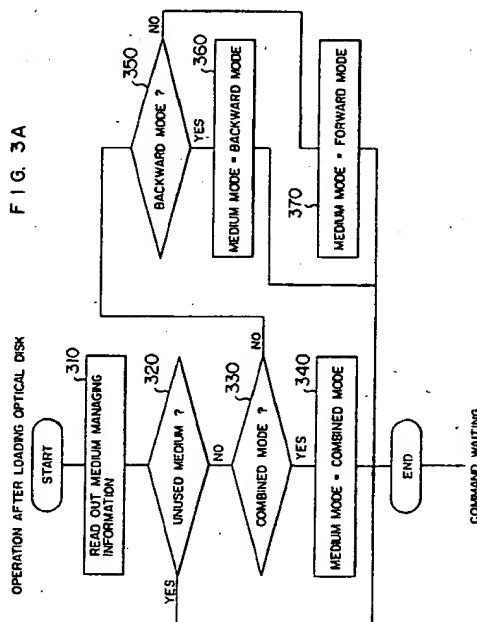 FIG. 3A
OPERATION AFTER LOADING OPTICAL DISK
START
310
READ OUT MEDIUM MANAGING
INFORMATION
320
UNUSED MEDIUM ?
YES
NO
330
COMBINED MODE ?
NO
YES
340
MEDIUM MODE = COMBINED MODE
END
COMMAND WAITING
350
BACKWARD MODE ?
NO
YES
360
MEDIUM MODE = BACKWARD MODE
370
MEDIUM MODE = FORWARD MODE